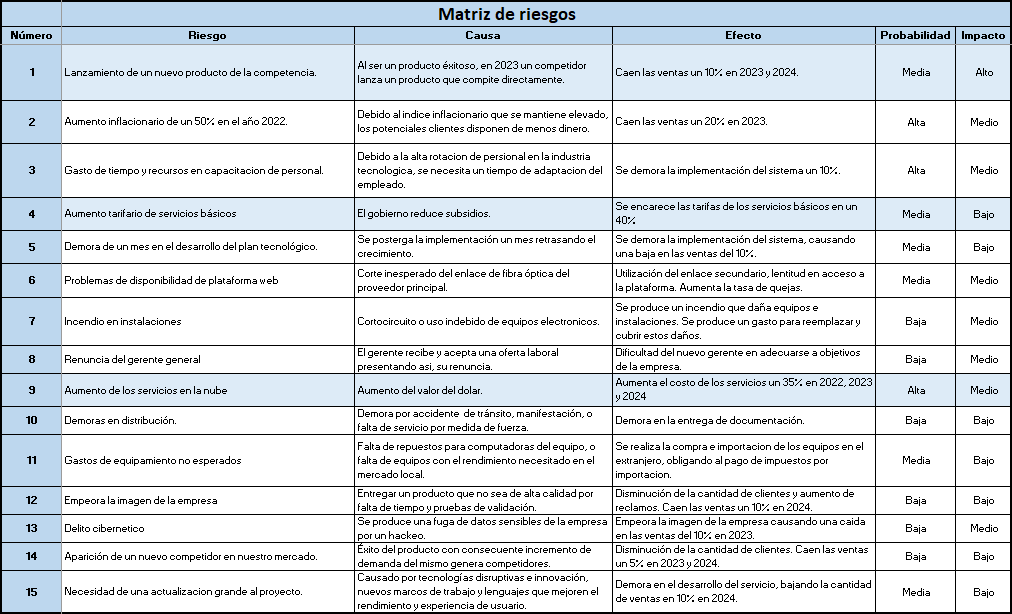 Matriz de riesgos
Número Riesgo Causa Efecto Probabilidad Impacto
1 Lanzamiento de un nuevo producto de la competencia. Al ser un producto éxitoso, en 2023 un competidor Caen las ventas un 10% en 2023 y 2024. Media Alto
lanza un producto que compite directamente.
2 Aumento inflacionario de un 50% en el año 2022. Debido al indice inflacionario que se mantiene elevado, Caen las ventas un 20% en 2023. Alta Medio
los potenciales clientes disponen de menos dinero.
3 Gasto de tiempo y recursos en capacitacion de personal. Debido a la alta rotacion de persional en la industria Se demora la implementación del sistema un 10%. Alta Medio
tecnologica, se necesita un tiempo de adaptacion del
empleado.
4 Aumento tarifario de servicios básicos El gobierno reduce subsidios. Se encarece las tarifas de los servicios básicos en un Media Bajo
40%
5 Demora de un mes en el desarrollo del plan tecnológico. Se posterga la implementación un mes retrasando el Se demora la implementación del sistema, causando Media Bajo
crecimiento. una baja en las ventas del 10%.
6 Problemas de disponibilidad de plataforma web Corte inesperado del enlace de fibra óptica del Utilización del enlace secundario, lentitud en acceso a Media Medio
proveedor principal. la plataforma. Aumenta la tasa de quejas.
7 Incendio en instalaciones Cortocircuito o uso indebido de equipos electronicos. Se produce un incendio que daña equipos e Baja Medio
instalaciones. Se produce un gasto para reemplazar y
cubrir estos daños.
8 Renuncia del gerente general El gerente recibe y acepta una oferta laboral Dificultad del nuevo gerente en adecuarse a objetivos Baja Medio
presentando asi, su renuncia. de la empresa.
9 Aumento de los servicios en la nube Aumento del valor del dolar. Aumenta el costo de los servicios un 35% en 2022, 2023 Alta Medio
y 2024
10 Demoras en distribución. Demora por accidente de tránsito, manifestación, o Demora en la entrega de documentación. Baja Bajo
falta de servicio por medida de fuerza.
11 Gastos de equipamiento no esperados Falta de repuestos para computadoras del equipo, o Se realiza la compra e importacion de los equipos en el Media Bajo
falta de equipos con el rendimiento necesitado en el extranjero, obligando al pago de impuestos por
mercado local. importacion.
12 Empeora la imagen de la empresa Entregar un producto que no sea de alta calidad por Disminución de la cantidad de clientes y aumento de Baja Bajo
falta de tiempo y pruebas de validación. reclamos. Caen las ventas un 10% en 2024.
13 Delito cibernetico Se produce una fuga de datos sensibles de la empresa Empeora la imagen de la empresa causando una caida Baja Medio
por un hackeo. en las ventas del 10% en 2023.
14 Aparición de un nuevo competidor en nuestro mercado. Éxito del producto con consecuente incremento de Disminución de la cantidad de clientes. Caen las ventas Baja Bajo
demanda del mismo genera competidores. un 5% en 2023 y 2024.
15 Necesidad de una actualizacion grande al proyecto. Causado por tecnologías disruptivas e innovación, Demora en el desarrollo del servicio, bajando la cantidad Media Bajo
nuevos marcos de trabajo y lenguajes que mejoren el de ventas en 10% en 2024.
rendimiento y experiencia de usuario.